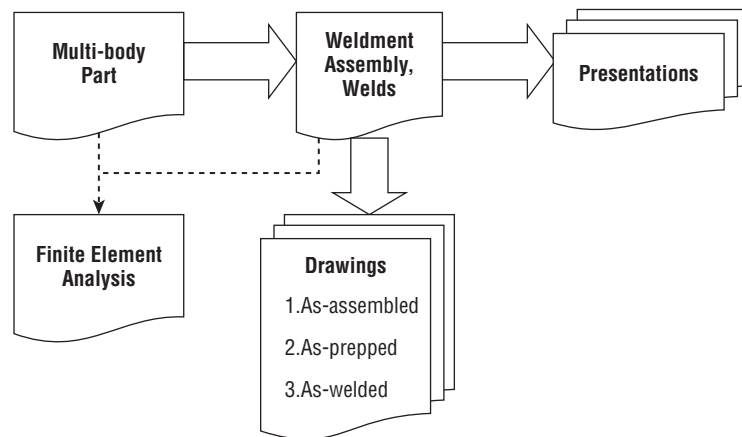 Multi-body
Part
Weldment
Assembly,
Welds
Presentations
Finite Element
Analysis
Drawings
1.As-assembled
2.As-prepped
3.As-welded